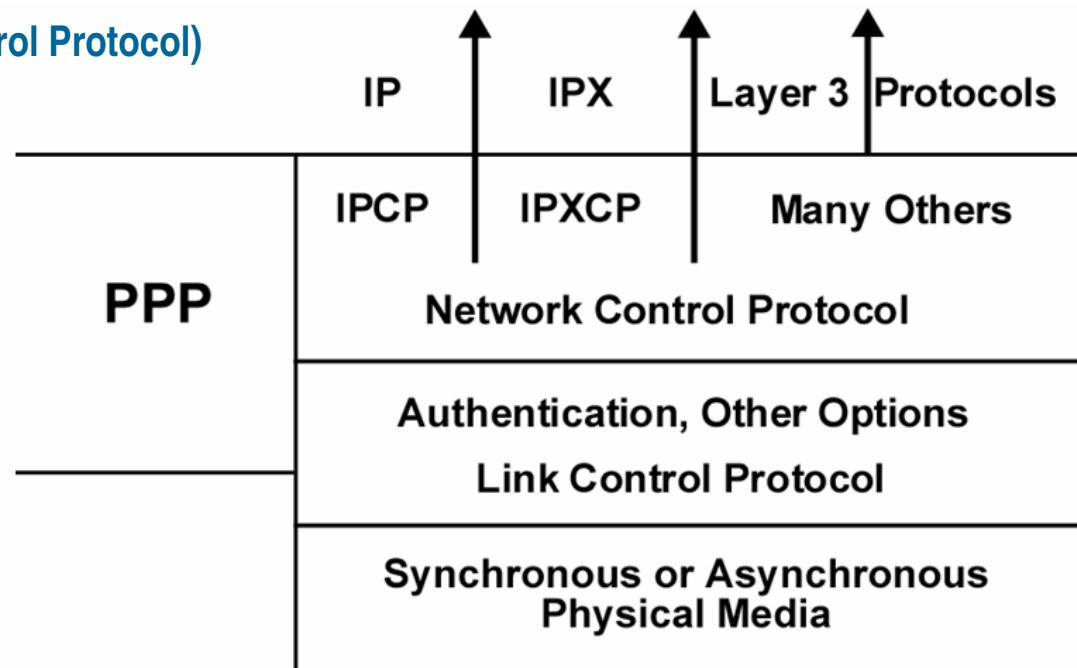 rol Protocol)
IP IPX Layer 3 Protocols
IPCP IPXCP Many Others
PPP
Network Control Protocol
Authentication, Other Options
Link Control Protocol
Synchronous or Asynchronous
Physical Media